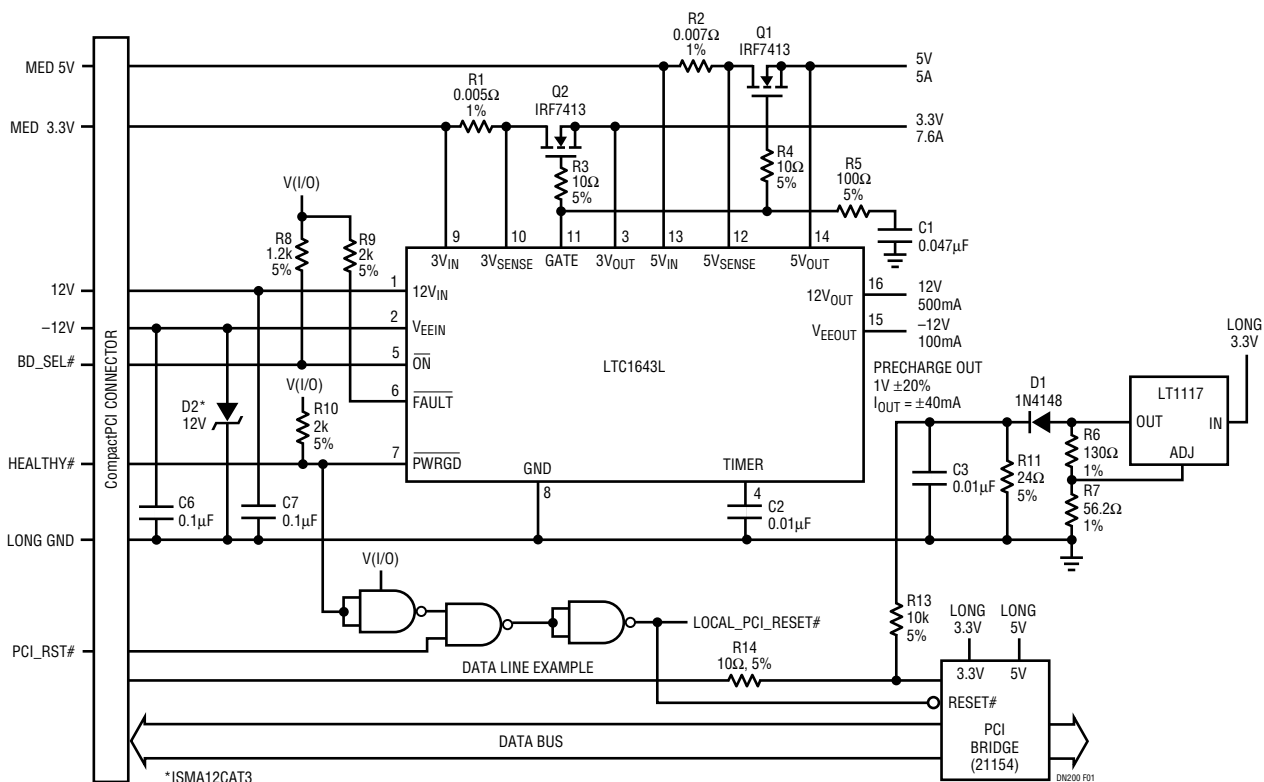 R2
0.007Ω
1%
Q1
IRF7413
MED 5V
5V
5A
R1
0.005Ω
1%
Q2
IRF7413
MED 3.3V
3.3V
7.6A
R3
10Ω
5%
R4
10Ω
5%
R5
100Ω
5%
C1
0.047µF
V(I/O)
R8
1.2k
5%
R9
2k
5%
9
10
11
3
13
12
14
3VIN
3VSENSE
GATE
3VOUT
5VIN
5VSENSE
5VOUT
12V
1
12VIN
16
12VOUT
12V
500mA
–12V
2
VEEIN
15
VEEOUT
–12V
100mA
BD_SEL#
5
ON
LTC1643L
6
FAULT
V(I/O)
R10
2k
5%
D2*
12V
HEALTHY#
7
PWRGD
GND
8
TIMER
4
C2
0.01µF
C6
0.1µF
C7
0.1µF
LONG GND
CompactPCI CONNECTOR
PRECHARGE OUT
1V ±20%
IOUT = ±40mA
D1
1N4148
LONG
3.3V
LT1117
OUT
IN
ADJ
R6
130Ω
1%
R7
56.2Ω
1%
C3
0.01µF
R11
24Ω
5%
V(I/O)
LOCAL_PCI_RESET#
R13
10k
5%
PCI_RST#
DATA LINE EXAMPLE
R14
10Ω, 5%
LONG
3.3V
LONG
5V
3.3V
5V
RESET#
PCI
BRIDGE
(21154)
DATA BUS
*ISMA12CAT3
DN200 F01